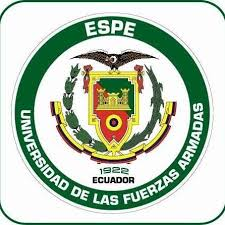 ESPE
UNIVERSIDAD DE LAS FUERZAS ARMADAS
1922
ECUADOR